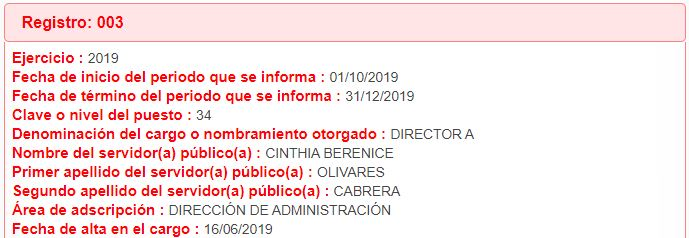 Registro: 003
Ejercicio : 2019
Fecha de inicio del periodo que se informa : 01/10/2019
Fecha de término del periodo que se informa : 31/12/2019
Clave o nivel del puesto : 34
Denominación del cargo o nombramiento otorgado : DIRECTOR A
Nombre del servidor(a) público(a) : CINTHIA BERENICE
Primer apellido del servidor(a) público(a) : OLIVARES
Segundo apellido del servidor(a) público(a) : CABRERA
Área de adscripción : DIRECCIÓN DE ADMINISTRACIÓN
Fecha de alta en el cargo : 16/06/2019